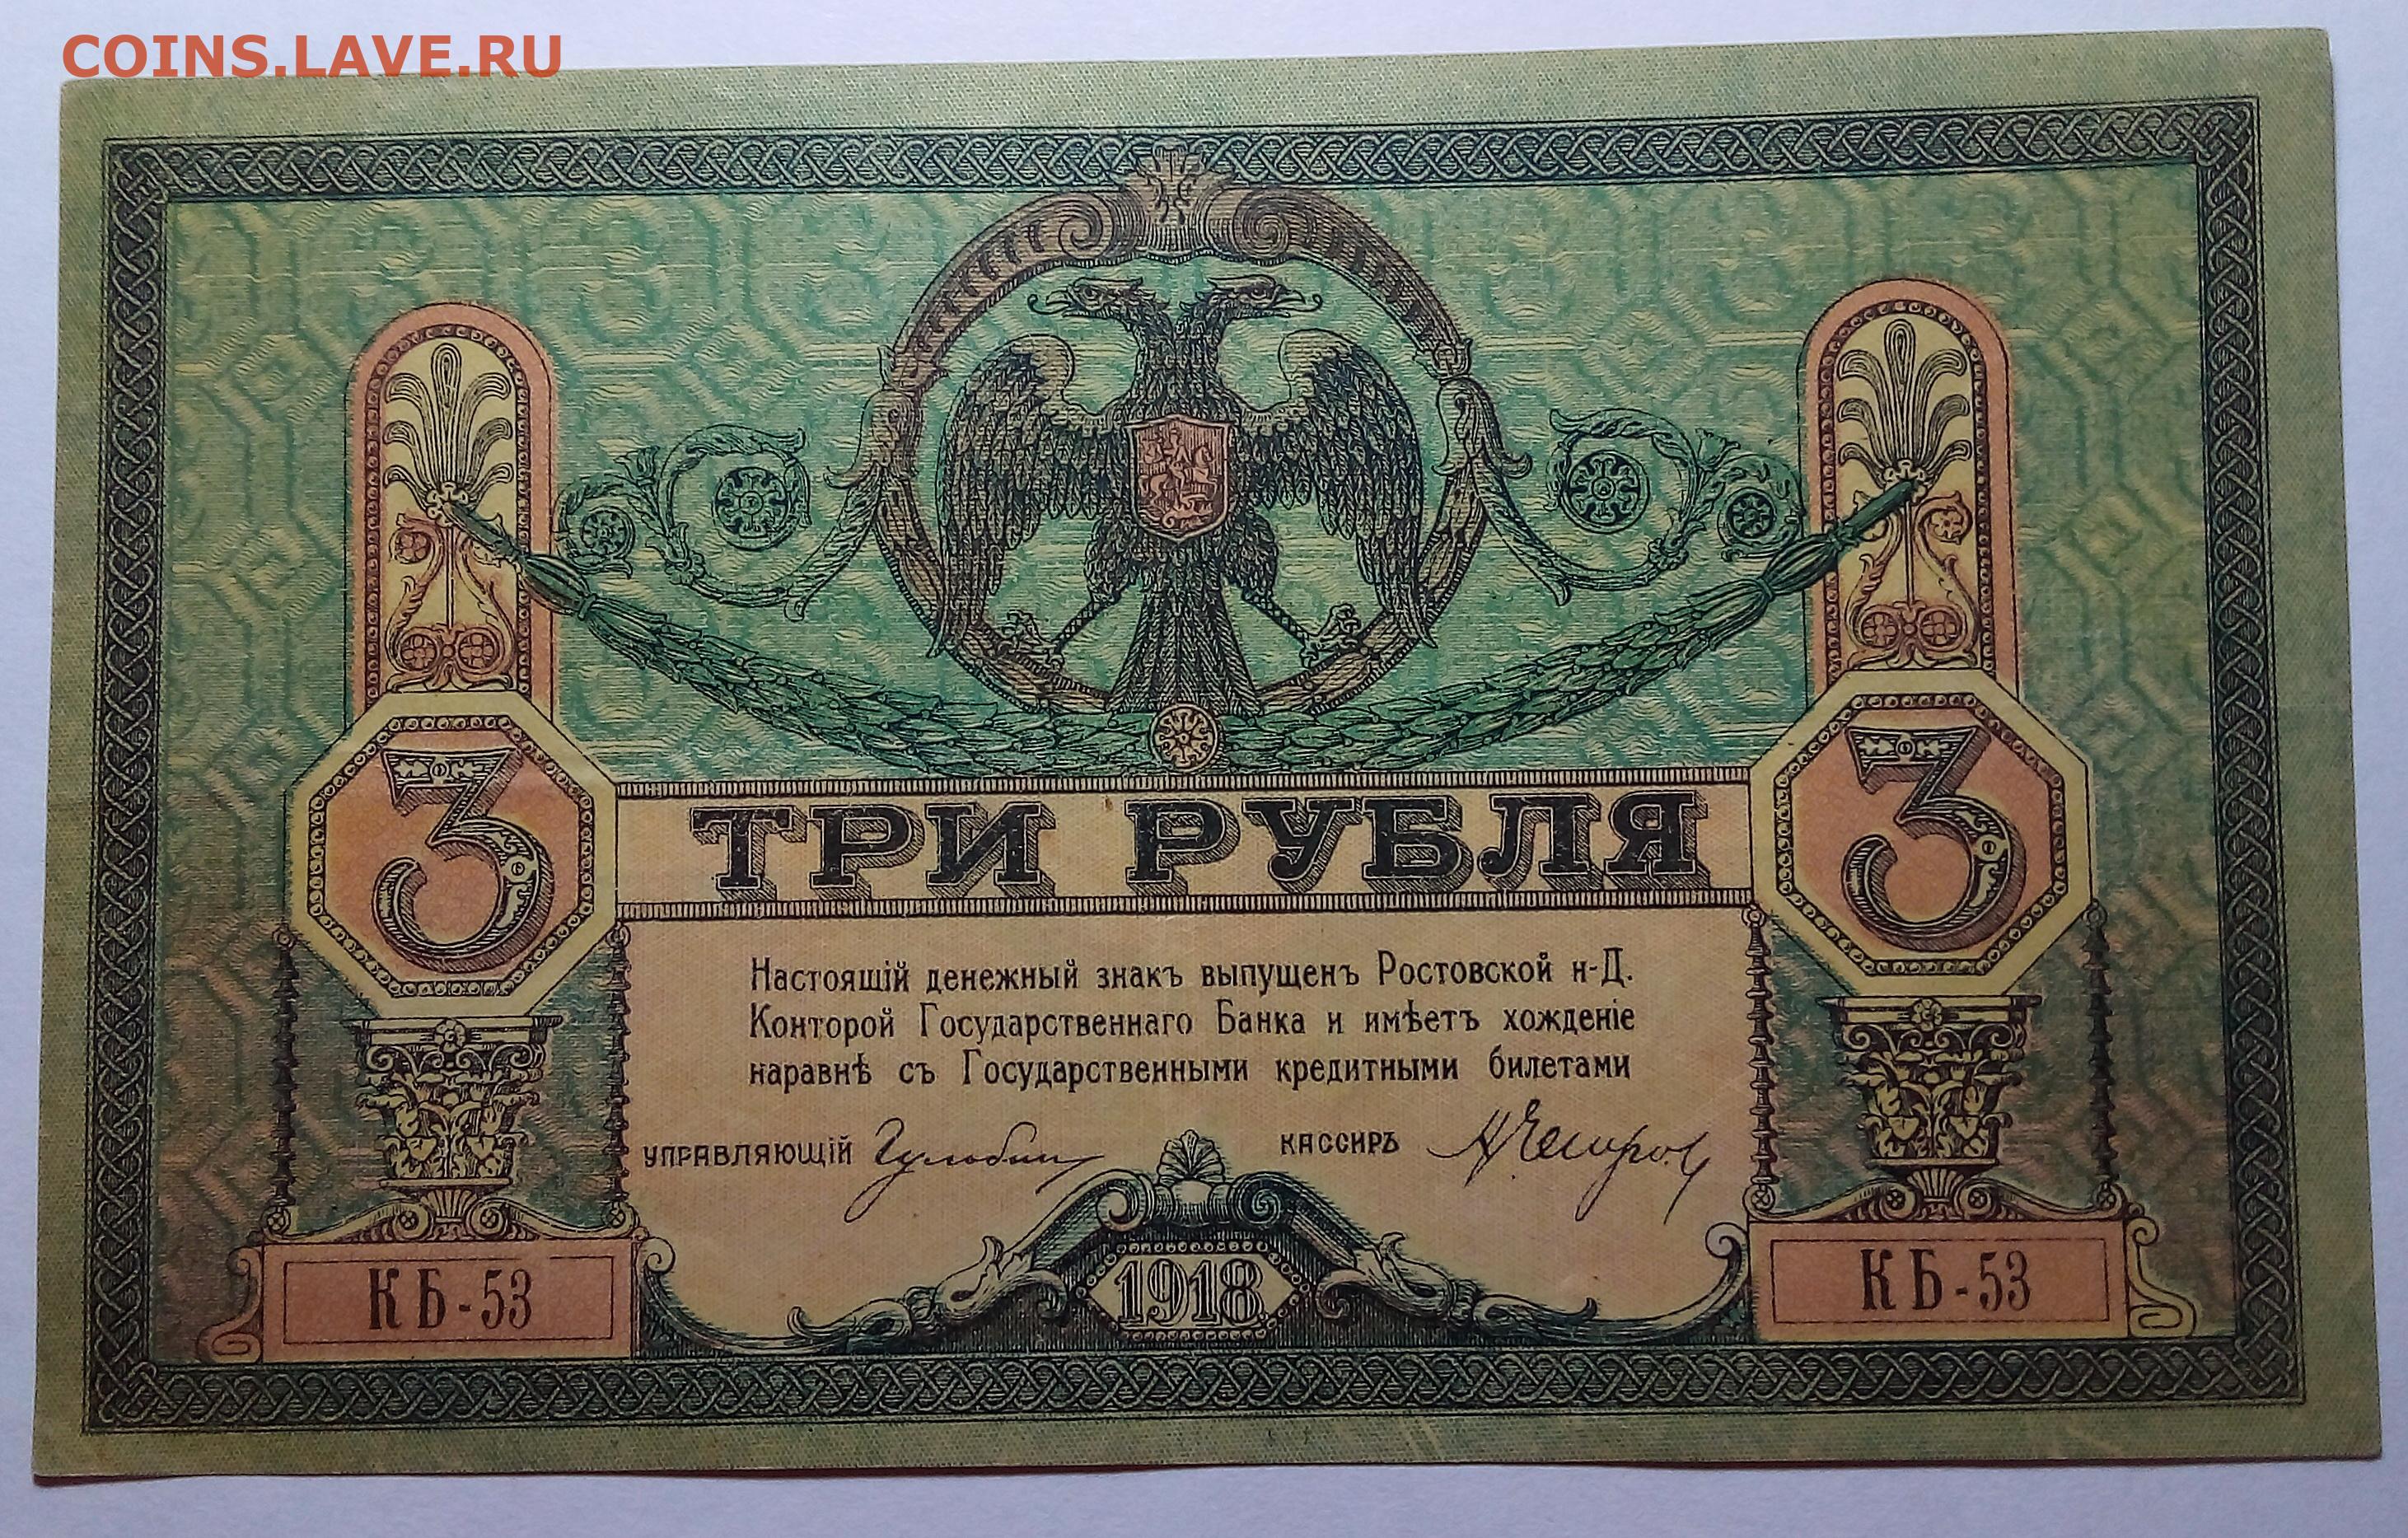 COINS.LAVE.RU
3
ТРИ РУБЛЯ
3
Настоящій денежный знакъ выпущенъ Ростовской н-Д.
Конторой Государственнаго Банка и имѣетъ хожденіе
наравнѣ съ Государственными кредитными билетами
УПРАВЛЯЮЩІЙ
КАССИРЪ
КБ-53
1918
КБ-53